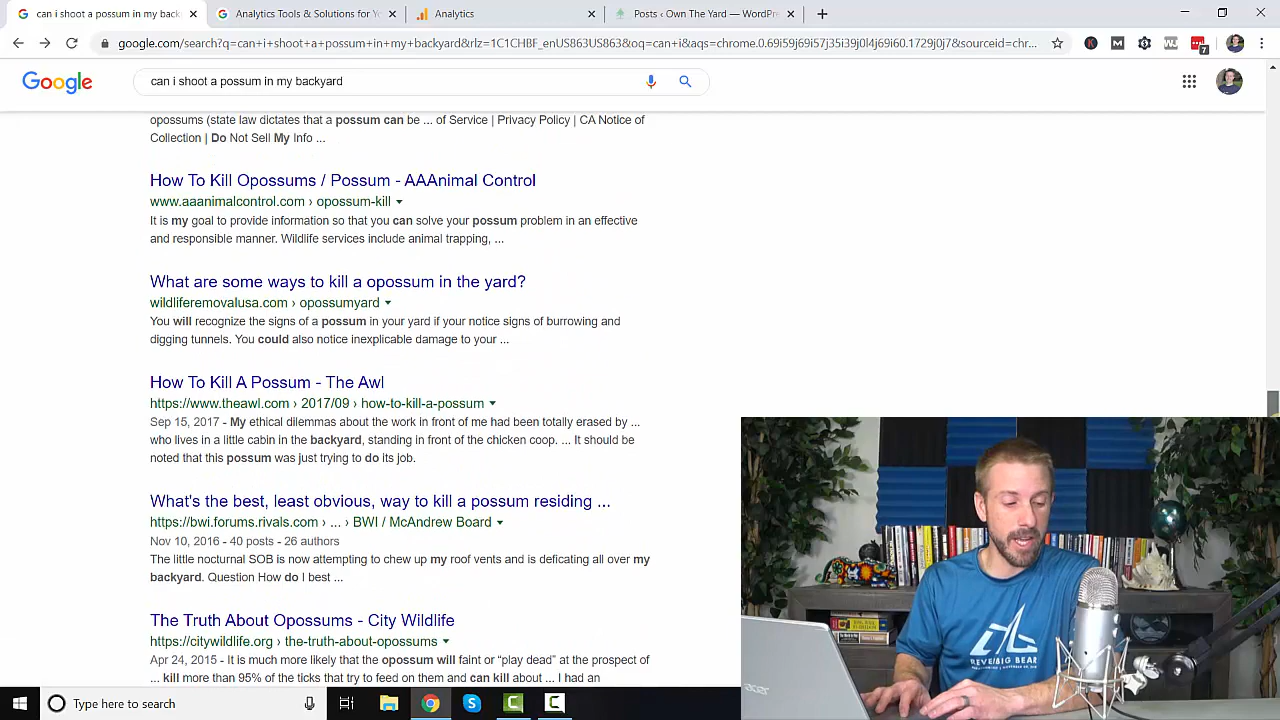 can i shoot a possum in my back
Analytics Tools & Solutions for Yo
Analytics
Posts ‹ Own The Yard — WordPre
google.com/search?q=can+i+shoot+a+possum+in+my+backyard&rlz=1C1CHBF_enUS863US863&oq=can+i&aqs=chrome.0.69i59j69i57j35i39j0l4j69i60.1729j0j7&sourceid=chr...
Google
can i shoot a possum in my backyard
opossums (state law dictates that a possum can be ... of Service | Privacy Policy | CA Notice of
Collection | Do Not Sell My Info ...
How To Kill Opossums / Possum - AAAnimal Control
www.aaanimalcontrol.com › opossum-kill
It is my goal to provide information so that you can solve your possum problem in an effective
and responsible manner. Wildlife services include animal trapping, ...
What are some ways to kill a opossum in the yard?
wildliferemovalusa.com › opossumyard
You will recognize the signs of a possum in your yard if your notice signs of burrowing and
digging tunnels. You could also notice inexplicable damage to your ...
How To Kill A Possum - The Awl
https://www.theawl.com › 2017/09 › how-to-kill-a-possum
Sep 15, 2017 - My ethical dilemmas about the work in front of me had been totally erased by ...
who lives in a little cabin in the backyard, standing in front of the chicken coop. ... It should be
noted that this possum was just trying to do its job.
What's the best, least obvious, way to kill a possum residing ...
https://bwi.forums.rivals.com › ... › BWI / McAndrew Board
Nov 10, 2016 - 40 posts - 26 authors
The little nocturnal SOB is now attempting to chew up my roof vents and is deficating all over my
backyard. Question How do I best ...
The Truth About Opossums - City Wildlife
citywildlife.org › the-truth-about-opossums
Apr 24, 2015 - It is much more likely that the opossum will faint or “play dead” at the prospect of
... kill more than 95% of the ticks that try to feed on them and can kill about ... I had an
Type here to search
acer